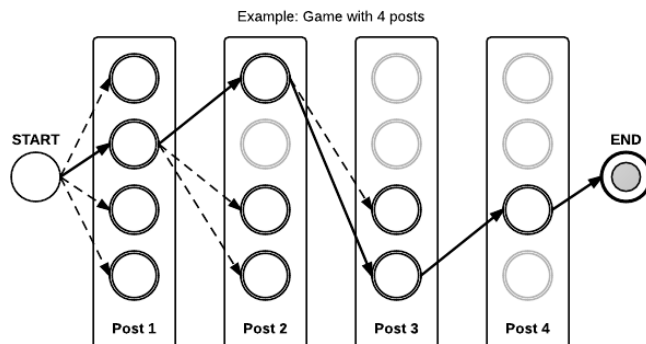 Example: Game with 4 posts
START
END
Post 1
Post 2
Post 3
Post 4